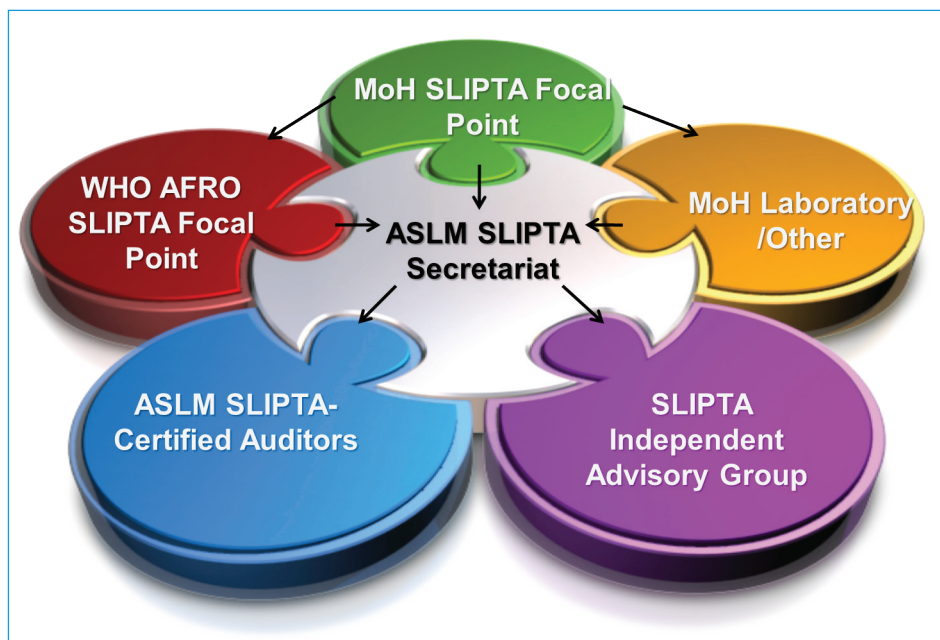 MoH SLIPTA Focal
Point
WHO AFRO
SLIPTA Focal
Point
MoH Laboratory
/Other
ASLM SLIPTA
Secretariat
ASLM SLIPTA-
Certified Auditors
SLIPTA
Independent
Advisory Group